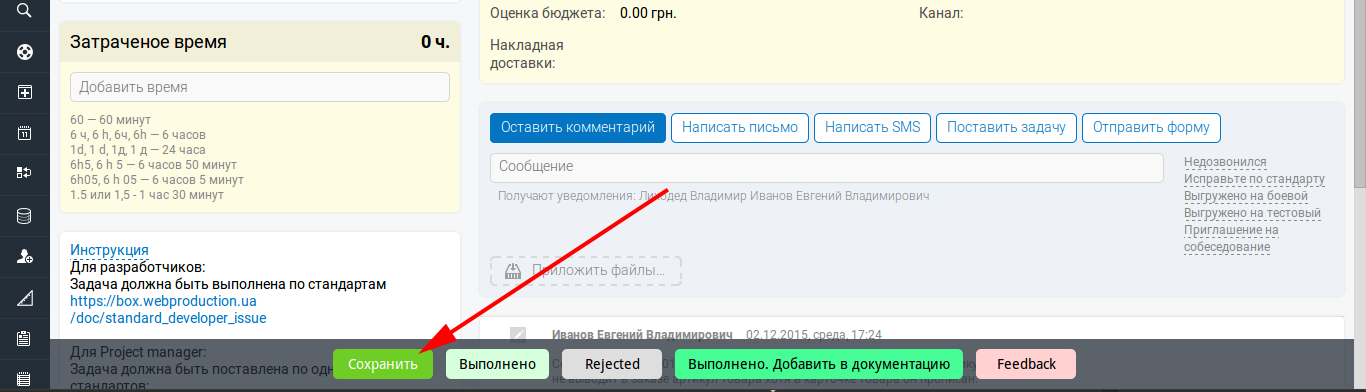 Оценка бюджета: 0.00 грн. Канал:
Накладная
доставки:
Затраченое время 0 ч.
Добавить время
60 — 60 минут
6 ч, 6 h, 6ч, 6h — 6 часов
1d, 1 d, 1д, 1 д — 24 часа
6h5, 6 h 5 — 6 часов 50 минут
6h05, 6 h 05 — 6 часов 5 минут
1.5 или 1,5 - 1 час 30 минут
Инструкция
Для разработчиков:
Задача должна быть выполнена по стандартам
https://box.webproduction.ua
/doc/standard_developer_issue
Для Project manager:
Задача должна быть поставлена по
стандартов:
Оставить комментарий Написать письмо Написать SMS Поставить задачу Отправить форму
Сообщение
Получают уведомления: Лиходед Владимир Иванов Евгений Владимирович
Недозвонился
Исправьте по стандарту
Выгружено на боевой
Выгружено на тестовый
Приглашение на
собеседование
Приложить файлы...
Иванов Евгений Владимирович 02.12.2015, среда, 17:24
не выводит в заказе артикул товара хотя в карточке товара он прописан.
Сохранить Выполнено Rejected Выполнено. Добавить в документацию Feedback
11